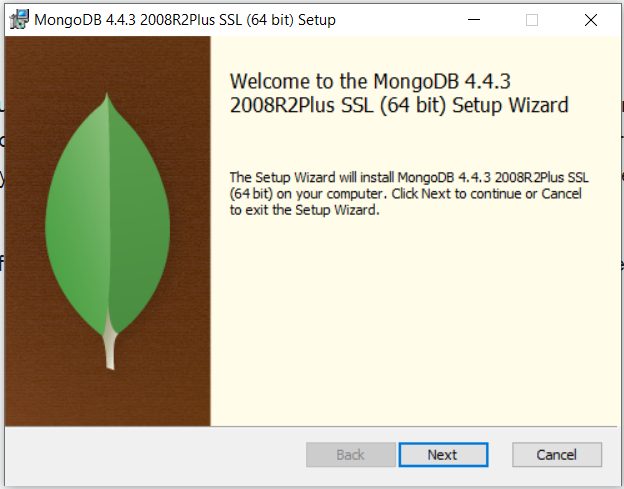 MongoDB 4.4.3 2008R2Plus SSL (64 bit) Setup
Welcome to the MongoDB 4.4.3
2008R2Plus SSL (64 bit) Setup Wizard
The Setup Wizard will install MongoDB 4.4.3 2008R2Plus SSL
(64 bit) on your computer. Click Next to continue or Cancel
to exit the Setup Wizard.
Back
Next
Cancel